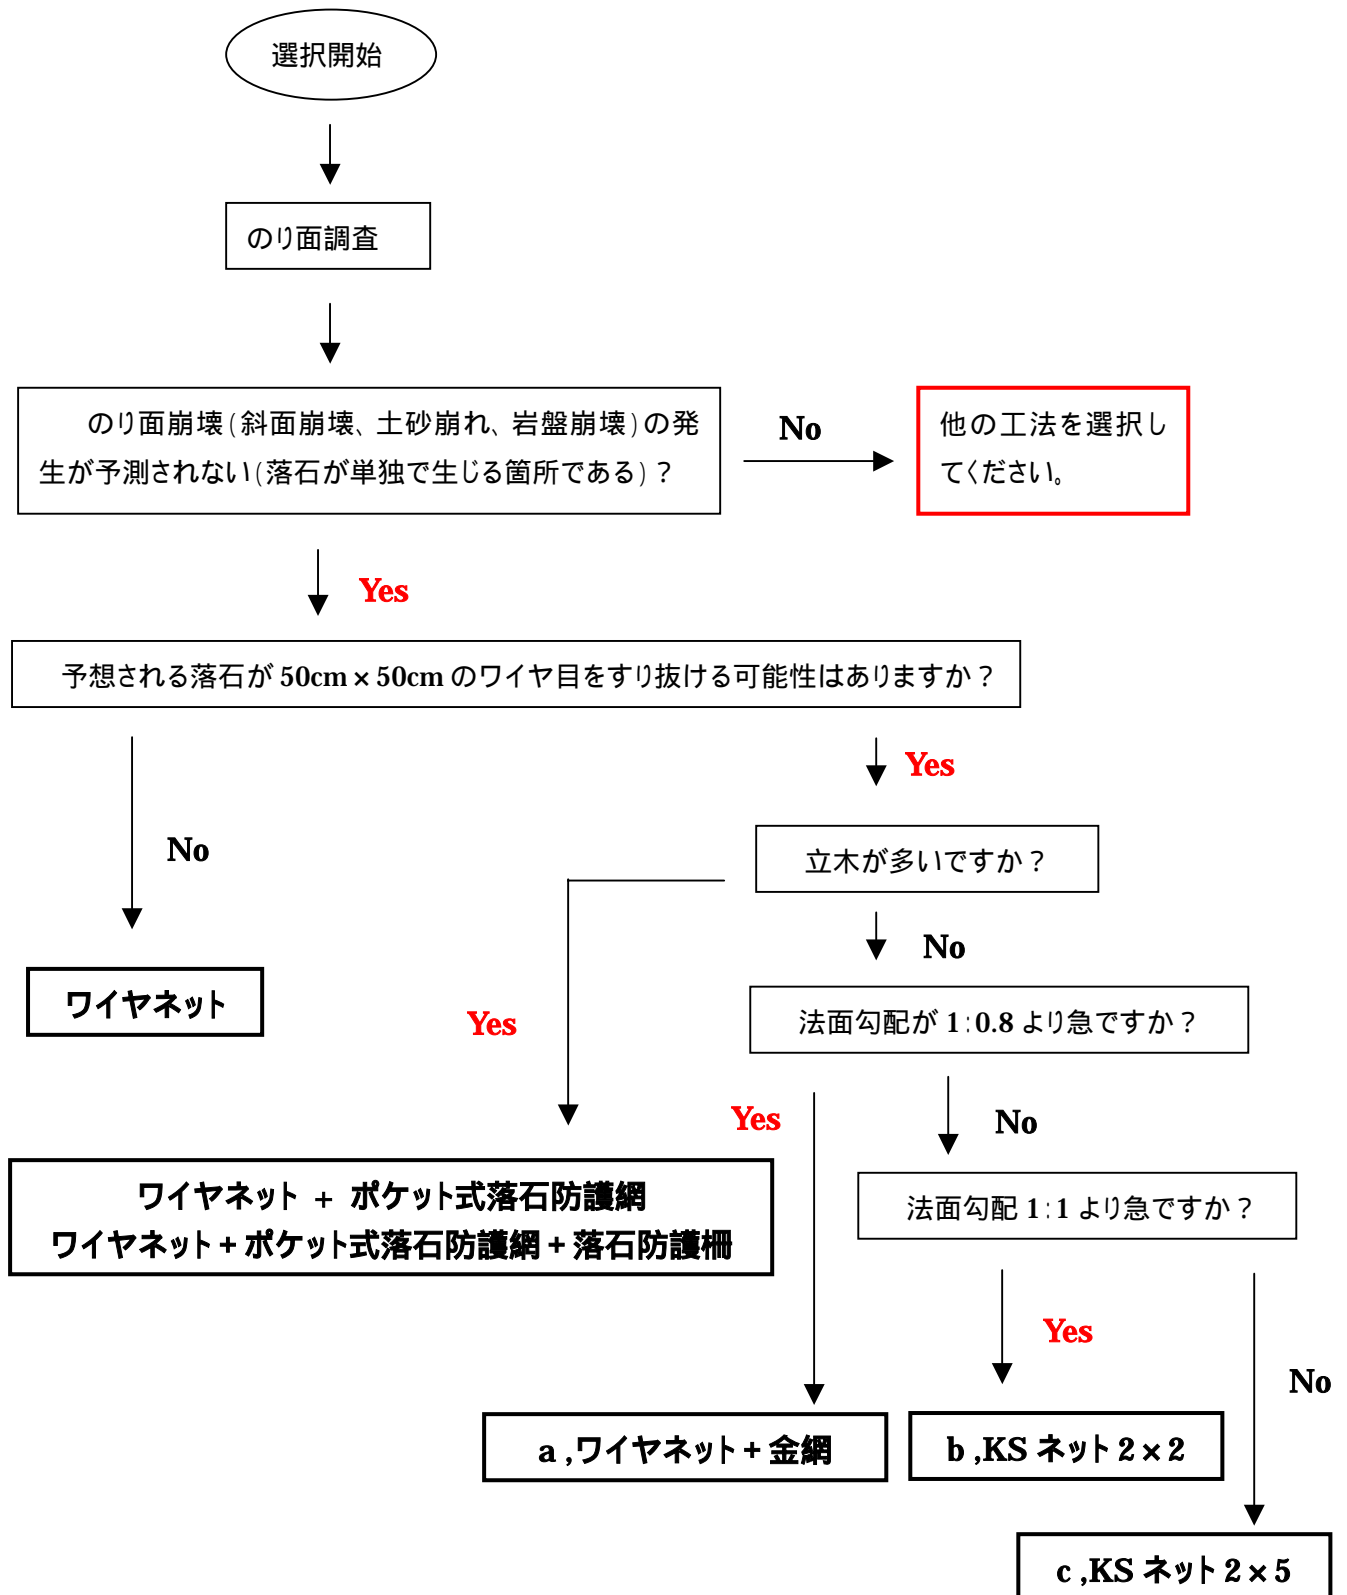 選択開始
のり面調査
のり面崩壊(斜面崩壊、土砂崩れ、岩盤崩壊)の発
生が予測されない(落石が単独で生じる箇所である)?
No
他の工法を選択し
てください。
Yes
予想される落石が 50cm×50cm のワイヤ目をすり抜ける可能性はありますか?
Yes
No
立木が多いですか?
No
ワイヤネット
Yes
法面勾配が 1:0.8 より急ですか?
Yes
No
ワイヤネット + ポケット式落石防護網
ワイヤネット+ポケット式落石防護網+落石防護柵
法面勾配 1:1 より急ですか?
Yes
No
a,ワイヤネット+金網
b,KS ネット 2×2
c,KS ネット 2×5